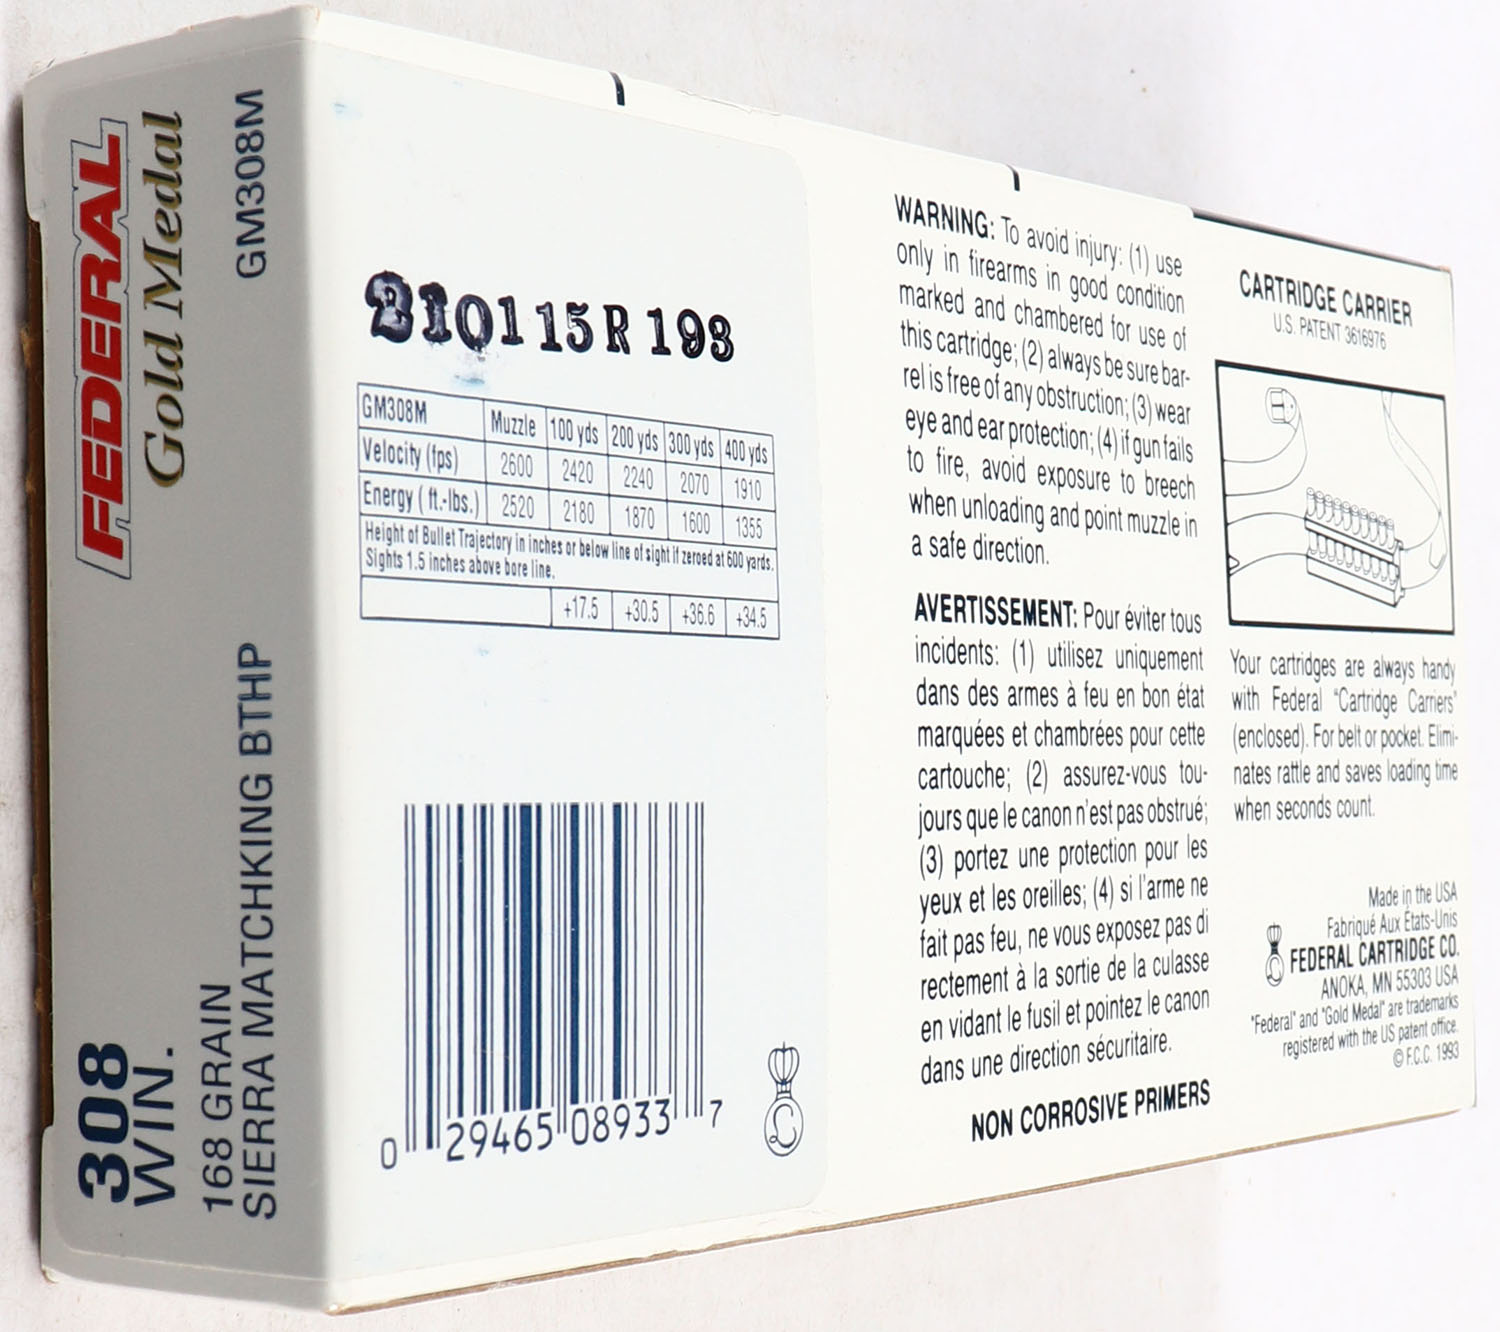 FEDERAL
Gold Medal
GM308M
308
WIN.
168 GRAIN
SIERRA MATCHKING BTHP
0115R193
GM308M Muzzle 100 yds 200 yds 300 yds 400 yds
Velocity (fps) 2600 2420 2240 2070 1910
Energy ( ft.-lbs.) 2520 2180 1870 1600 1355
Height of Bullet Trajectory in inches or below line of sight if zeroed at 600 yards.
Sights 1.5 inches above bore line.
+17.5 +30.5 +36.6 +34.5
0 29465 08933 7
WARNING: To avoid injury: (1) use
only in firearms in good condition
marked and chambered for use of
this cartridge; (2) always be sure bar-
rel is free of any obstruction; (3) wear
eye and ear protection; (4) if gun fails
to fire, avoid exposure to breech
when unloading and point muzzle in
a safe direction.
AVERTISSEMENT: Pour éviter tous
incidents: (1) utilisez uniquement
dans des armes à feu en bon état
marquées et chambrées pour cette
cartouche; (2) assurez-vous tou-
jours que le canon n'est pas obstrué;
(3) portez une protection pour les
yeux et les oreilles; (4) si l'arme ne
fait pas feu, ne vous exposez pas di
rectement à la sortie de la culasse
en vidant le fusil et pointez le canon
dans une direction sécuritaire.
NON CORROSIVE PRIMERS
CARTRIDGE CARRIER
U.S. PATENT 3616976
Your cartridges are always handy
with Federal "Cartridge Carriers"
(enclosed). For belt or pocket. Elimi-
nates rattle and saves loading time
when seconds count.
Made in the USA
Fabriqué Aux États-Unis
FEDERAL CARTRIDGE CO.
ANOKA, MN 55303 USA
"Federal" and "Gold Medal" are trademarks
registered with the US patent office.
© F.C.C. 1993